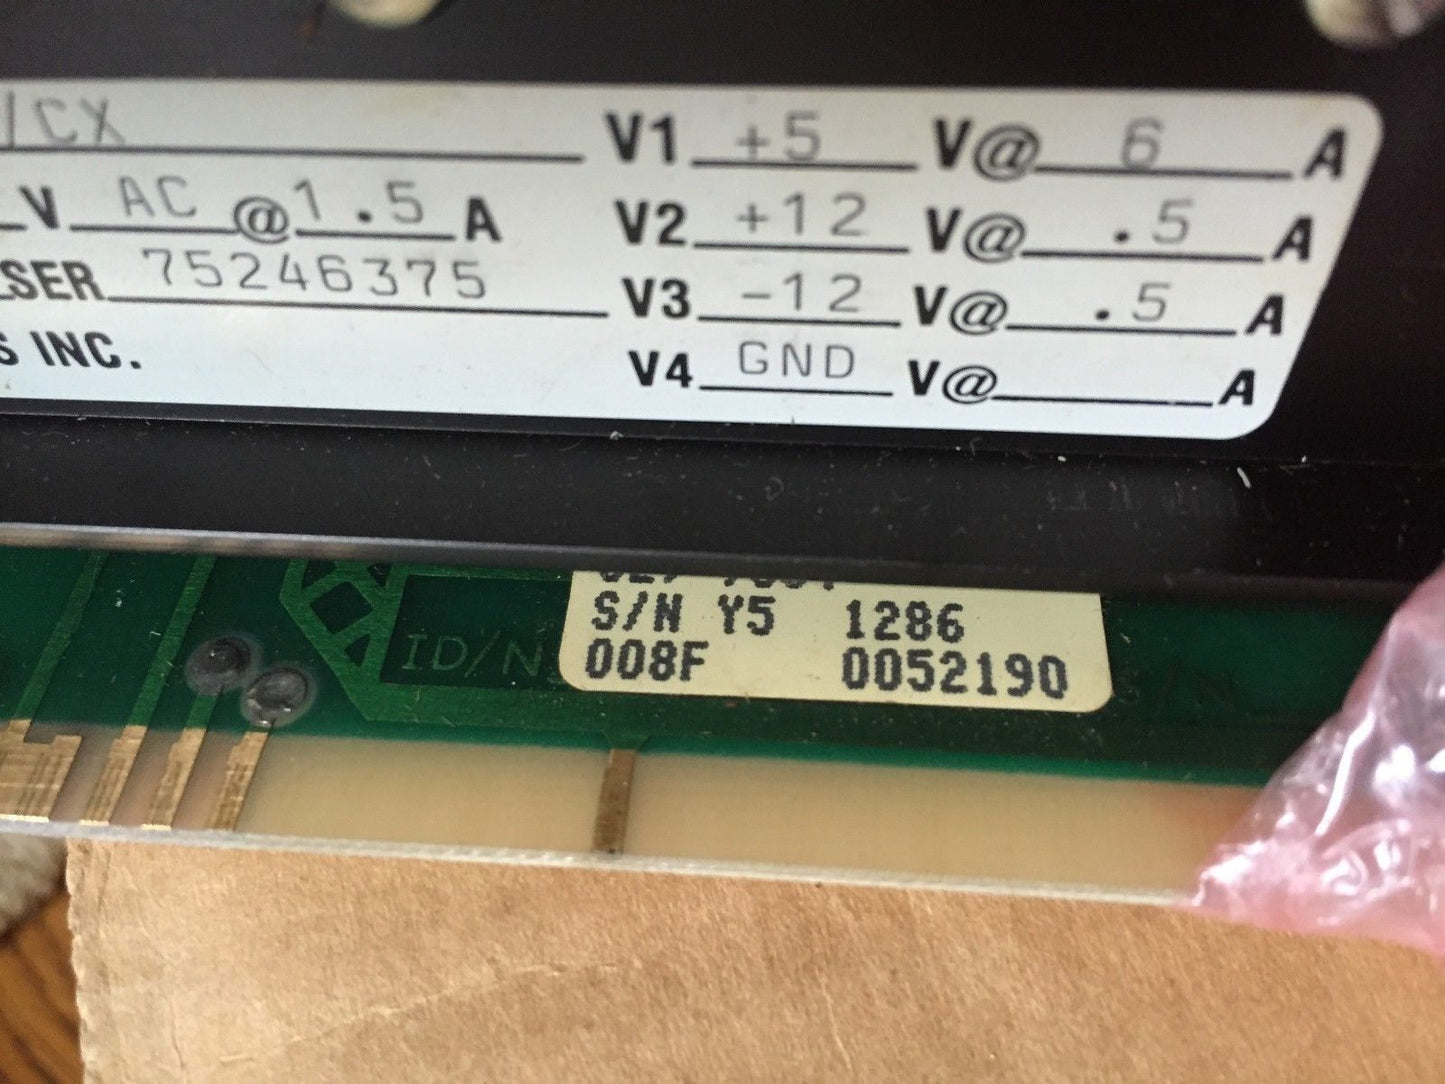 /CX V1 +5 V@ 6 A
V AC @ 1.5 A V2 +12 V@ .5 A
SER 75246375 V3 -12 V@ .5 A
S INC. V4 GND V@ A
S/N Y5 1286
ID/N 008F 0052190 S/N